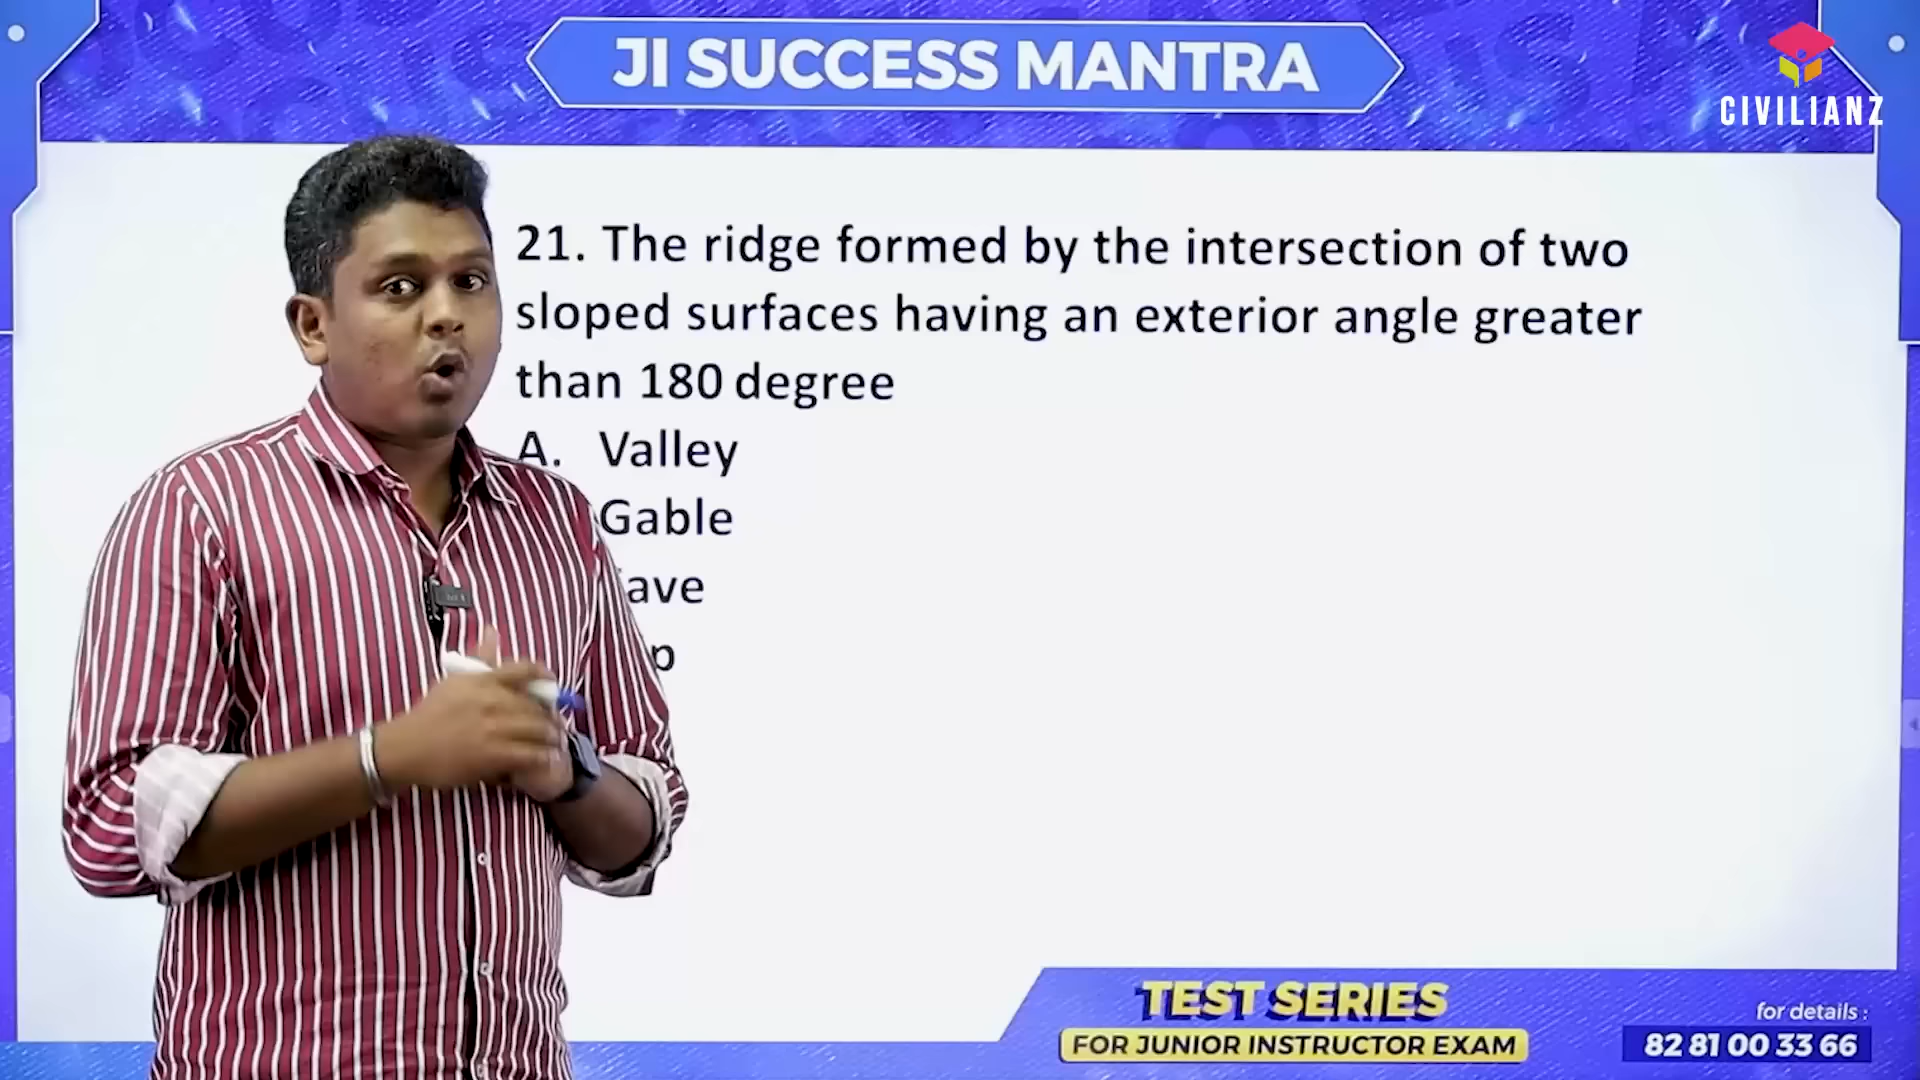 JI SUCCESS MANTRA
CIVILIANZ
21. The ridge formed by the intersection of two
sloped surfaces having an exterior angle greater
than 180 degree
A. Valley
Gable
TEST SERIES
FOR JUNIOR INSTRUCTOR EXAM
for details :
82 81 00 33 66